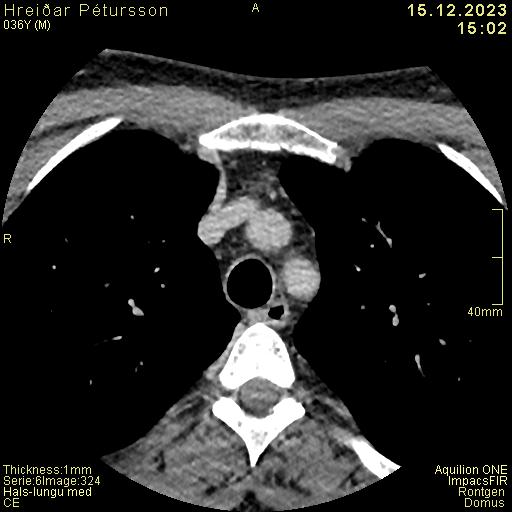 Hreiðar Pétursson
036Y (M)
A
15.12.2023
15:02
R
40mm
Thickness:1mm
Serie:6Image:324
Hals-lungu med
CE
Aquilion ONE
ImpacsFIR
Rontgen
Domus